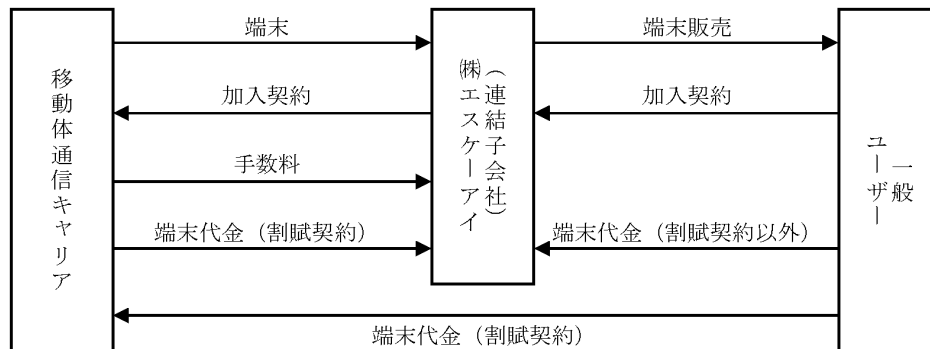 移動体通信キャリア
端末
加入契約
手数料
端末代金（割賦契約）
㈱エスケーアイ
（連結子会社）
端末販売
加入契約
端末代金（割賦契約以外）
一般
ユーザー
端末代金（割賦契約）